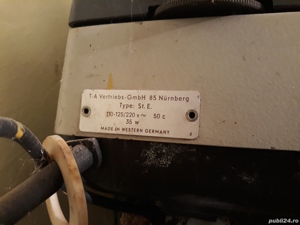 T-A Vertriebs-GmbH 85 Nürnberg
Type: St. E.
110-125/220 v ~ 50 c
35 w
MADE IN WESTERN GERMANY
publi24.ro